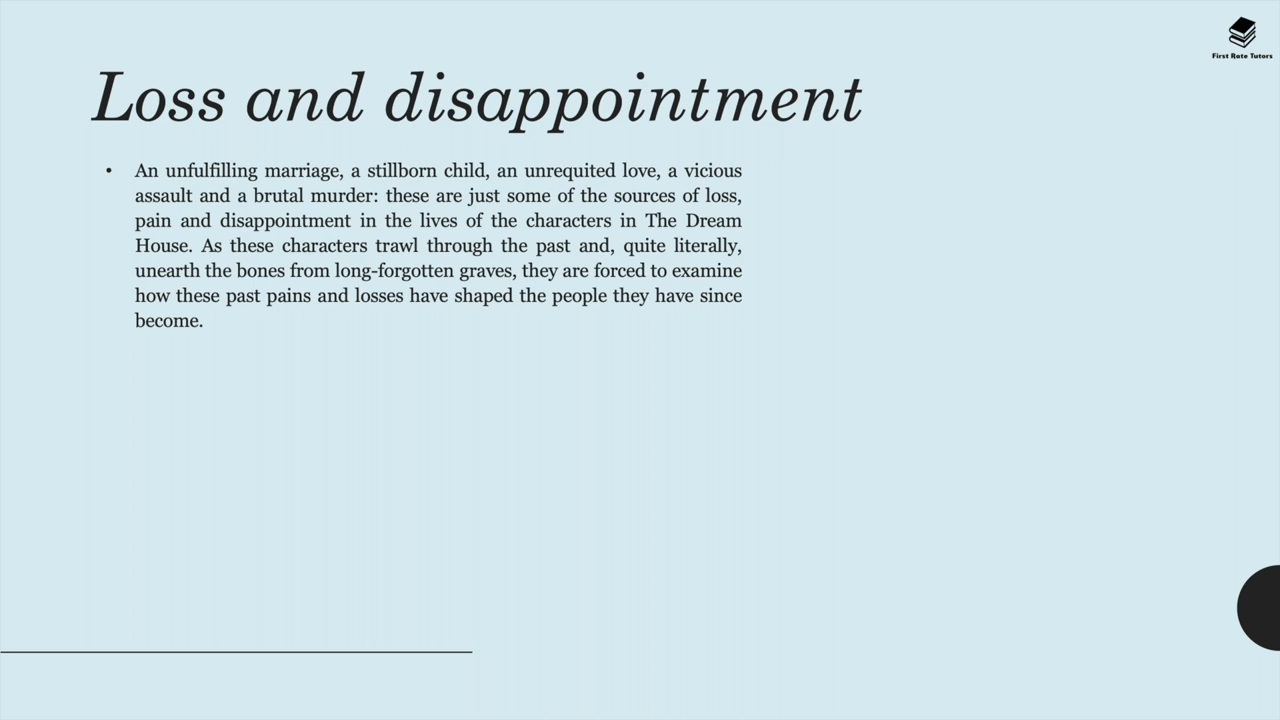 First Rate Tutors
Loss and disappointment
• An unfulfilling marriage, a stillborn child, an unrequited love, a vicious
assault and a brutal murder: these are just some of the sources of loss,
pain and disappointment in the lives of the characters in The Dream
House. As these characters trawl through the past and, quite literally,
unearth the bones from long-forgotten graves, they are forced to examine
how these past pains and losses have shaped the people they have since
become.